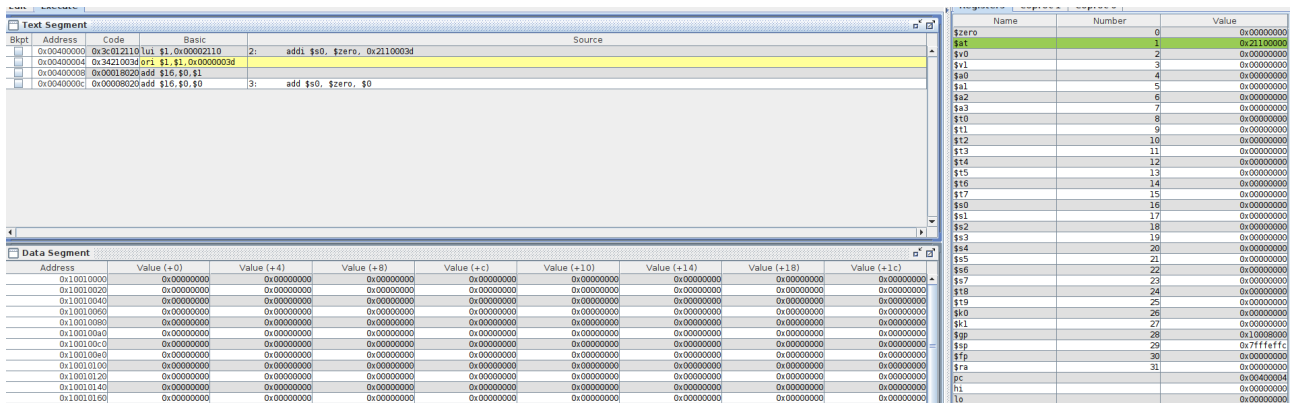 Edit Execute
Text Segment
Bkpt Address Code Basic Source
0x00400000 0x3c012110 lui $1,0x00002110 2: addi $s0, $zero, 0x2110003d
0x00400004 0x3421003d ori $1,$1,0x0000003d
0x00400008 0x00018020 add $16,$0,$1
0x0040000c 0x00008020 add $16,$0,$0 3: add $s0, $zero, $0
Data Segment
Address Value (+0) Value (+4) Value (+8) Value (+c) Value (+10) Value (+14) Value (+18) Value (+1c)
0x10010000 0x00000000 0x00000000 0x00000000 0x00000000 0x00000000 0x00000000 0x00000000 0x00000000
0x10010020 0x00000000 0x00000000 0x00000000 0x00000000 0x00000000 0x00000000 0x00000000 0x00000000
0x10010040 0x00000000 0x00000000 0x00000000 0x00000000 0x00000000 0x00000000 0x00000000 0x00000000
0x10010060 0x00000000 0x00000000 0x00000000 0x00000000 0x00000000 0x00000000 0x00000000 0x00000000
0x10010080 0x00000000 0x00000000 0x00000000 0x00000000 0x00000000 0x00000000 0x00000000 0x00000000
0x100100a0 0x00000000 0x00000000 0x00000000 0x00000000 0x00000000 0x00000000 0x00000000 0x00000000
0x100100c0 0x00000000 0x00000000 0x00000000 0x00000000 0x00000000 0x00000000 0x00000000 0x00000000
0x100100e0 0x00000000 0x00000000 0x00000000 0x00000000 0x00000000 0x00000000 0x00000000 0x00000000
0x10010100 0x00000000 0x00000000 0x00000000 0x00000000 0x00000000 0x00000000 0x00000000 0x00000000
0x10010120 0x00000000 0x00000000 0x00000000 0x00000000 0x00000000 0x00000000 0x00000000 0x00000000
0x10010140 0x00000000 0x00000000 0x00000000 0x00000000 0x00000000 0x00000000 0x00000000 0x00000000
0x10010160 0x00000000 0x00000000 0x00000000 0x00000000 0x00000000 0x00000000 0x00000000 0x00000000
Registers Coproc 1 Coproc 0
Name Number Value
$zero 0 0x00000000
$at 1 0x21100000
$v0 2 0x00000000
$v1 3 0x00000000
$a0 4 0x00000000
$a1 5 0x00000000
$a2 6 0x00000000
$a3 7 0x00000000
$t0 8 0x00000000
$t1 9 0x00000000
$t2 10 0x00000000
$t3 11 0x00000000
$t4 12 0x00000000
$t5 13 0x00000000
$t6 14 0x00000000
$t7 15 0x00000000
$s0 16 0x00000000
$s1 17 0x00000000
$s2 18 0x00000000
$s3 19 0x00000000
$s4 20 0x00000000
$s5 21 0x00000000
$s6 22 0x00000000
$s7 23 0x00000000
$t8 24 0x00000000
$t9 25 0x00000000
$k0 26 0x00000000
$k1 27 0x00000000
$gp 28 0x10008000
$sp 29 0x7fffeffc
$fp 30 0x00000000
$ra 31 0x00000000
pc 0x00400004
hi 0x00000000
lo 0x00000000